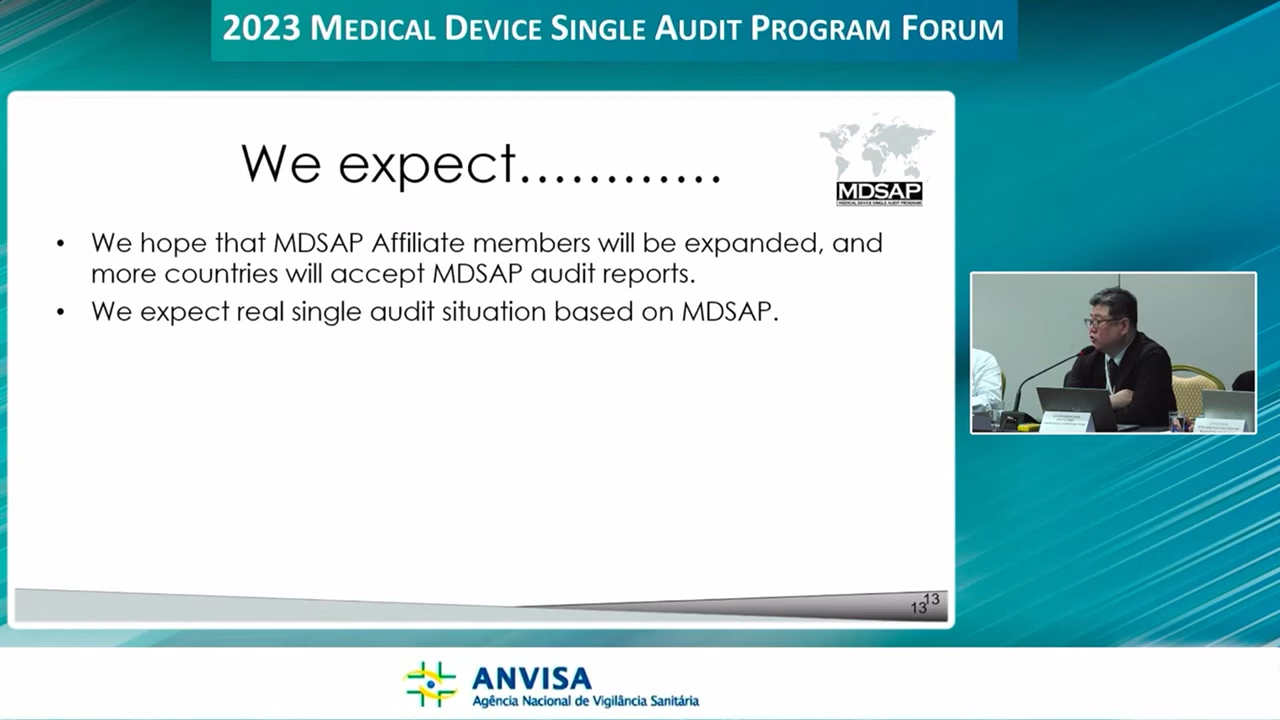 2023 MEDICAL DEVICE SINGLE AUDIT PROGRAM FORUM
We expect............
MDSAP
MEDICAL DEVICE SINGLE AUDIT PROGRAM
• We hope that MDSAP Affiliate members will be expanded, and
more countries will accept MDSAP audit reports.
• We expect real single audit situation based on MDSAP.
13
13
ANVISA
Agência Nacional de Vigilância Sanitária